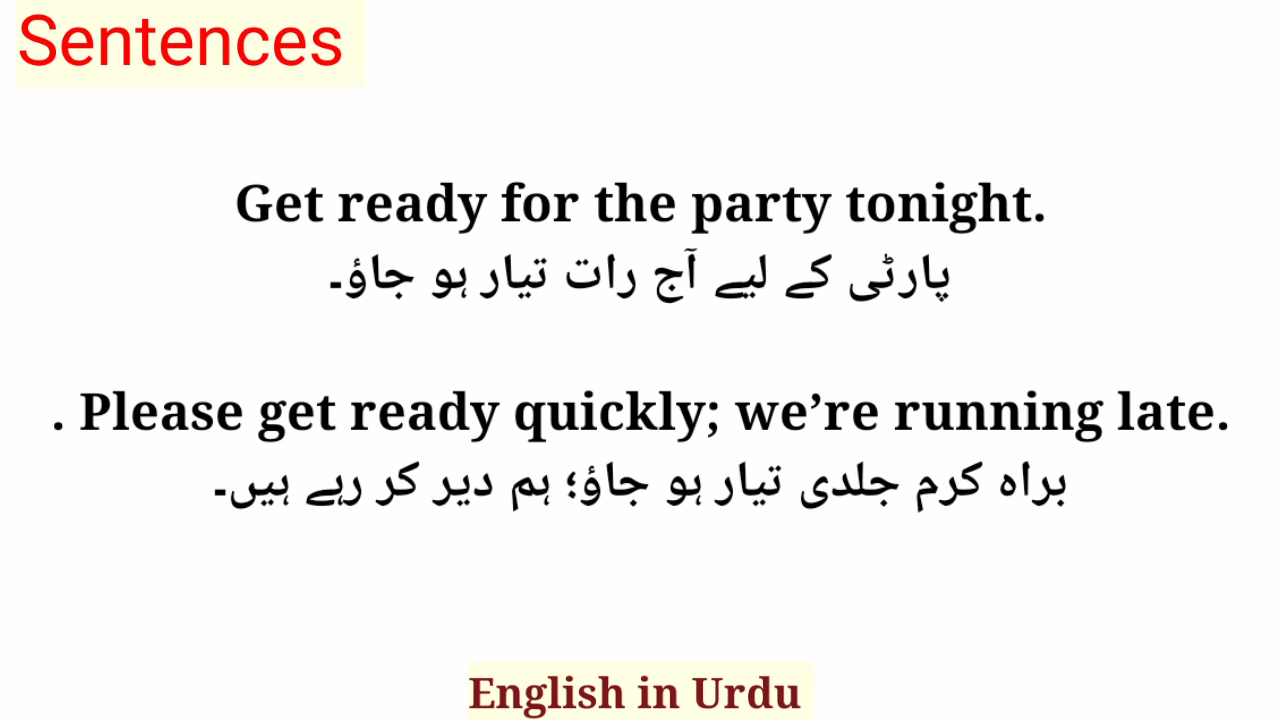 Sentences
Get ready for the party tonight.
پارٹی کے لیے آج رات تیار ہو جاؤ۔
. Please get ready quickly; we’re running late.
براہ کرم جلدی تیار ہو جاؤ؛ ہم دیر کر رہے ہیں۔
English in Urdu